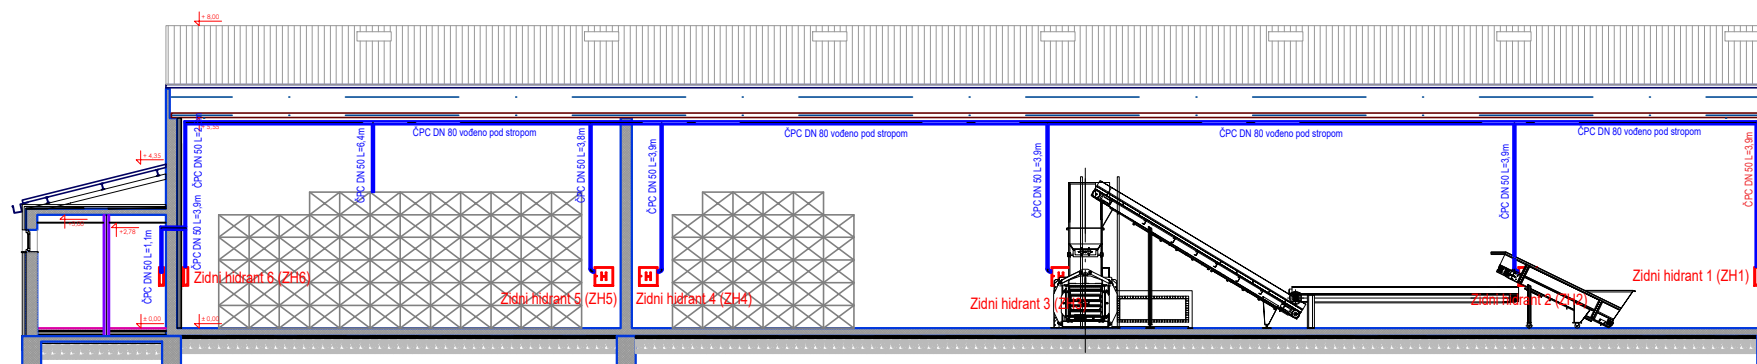 + 8,00
ČPC DN 80 vođeno pod stropom
ČPC DN 80 vođeno pod stropom
ČPC DN 80 vođeno pod stropom
ČPC DN 80 vođeno pod stropom
ČPC DN 50 L=2,
ČPC DN 50 L=6,4m
ČPC DN 50 L=3,8m
ČPC DN 50 L=3,9m
ČPC DN 50 L=3,9m
ČPC DN 50 L=3,9m
ČPC DN 50 L=3,9m
+ 4,35
+2,78
ČPC DN 50 L=3,9m
ČPC DN 50 L=1,1m
Zidni hidrant 6 (ZH6)
Zidni hidrant 5 (ZH5)
H
Zidni hidrant 4 (ZH4)
H
Zidni hidrant 3 (ZH3)
H
Zidni hidrant 2 (ZH2)
Zidni hidrant 1 (ZH1)
± 0,00
± 0,00